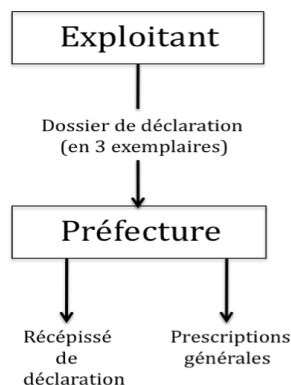 Exploitant
Dossier de déclaration
(en 3 exemplaires)
Préfecture
Récépissé
de
déclaration
Prescriptions
générales